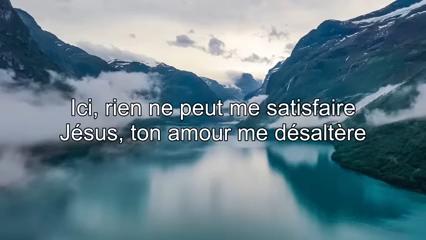 Ici, rien ne peut me satisfaire
Jésus, ton amour me désaltère